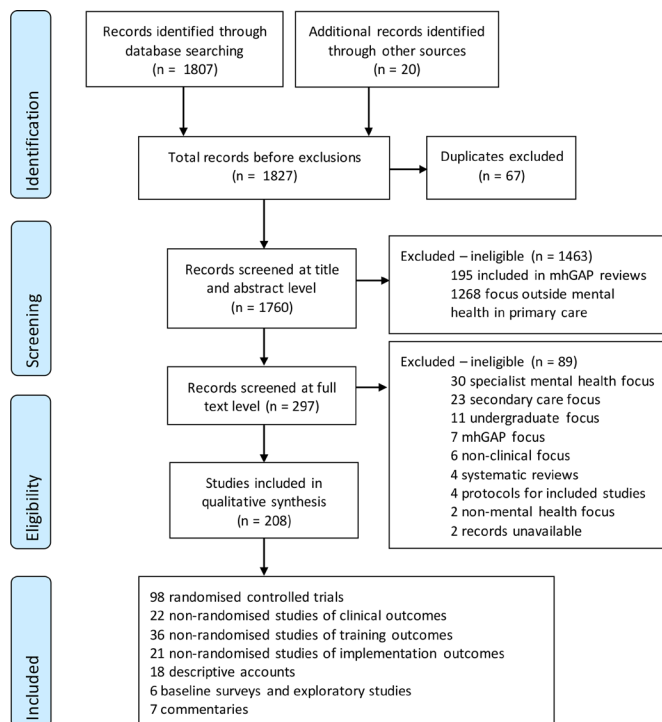 Identification
Records identified through
database searching
(n = 1807)
Additional records identified
through other sources
(n = 20)
Total records before exclusions
(n = 1827)
Duplicates excluded
(n = 67)
Screening
Records screened at title
and abstract level
(n = 1760)
Excluded – ineligible (n = 1463)
195 included in mhGAP reviews
1268 focus outside mental
health in primary care
Records screened at full
text level (n = 297)
Excluded – ineligible (n = 89)
30 specialist mental health focus
23 secondary care focus
11 undergraduate focus
7 mhGAP focus
6 non-clinical focus
4 systematic reviews
4 protocols for included studies
2 non-mental health focus
2 records unavailable
Eligibility
Studies included in
qualitative synthesis
(n = 208)
Included
98 randomised controlled trials
22 non-randomised studies of clinical outcomes
36 non-randomised studies of training outcomes
21 non-randomised studies of implementation outcomes
18 descriptive accounts
6 baseline surveys and exploratory studies
7 commentaries